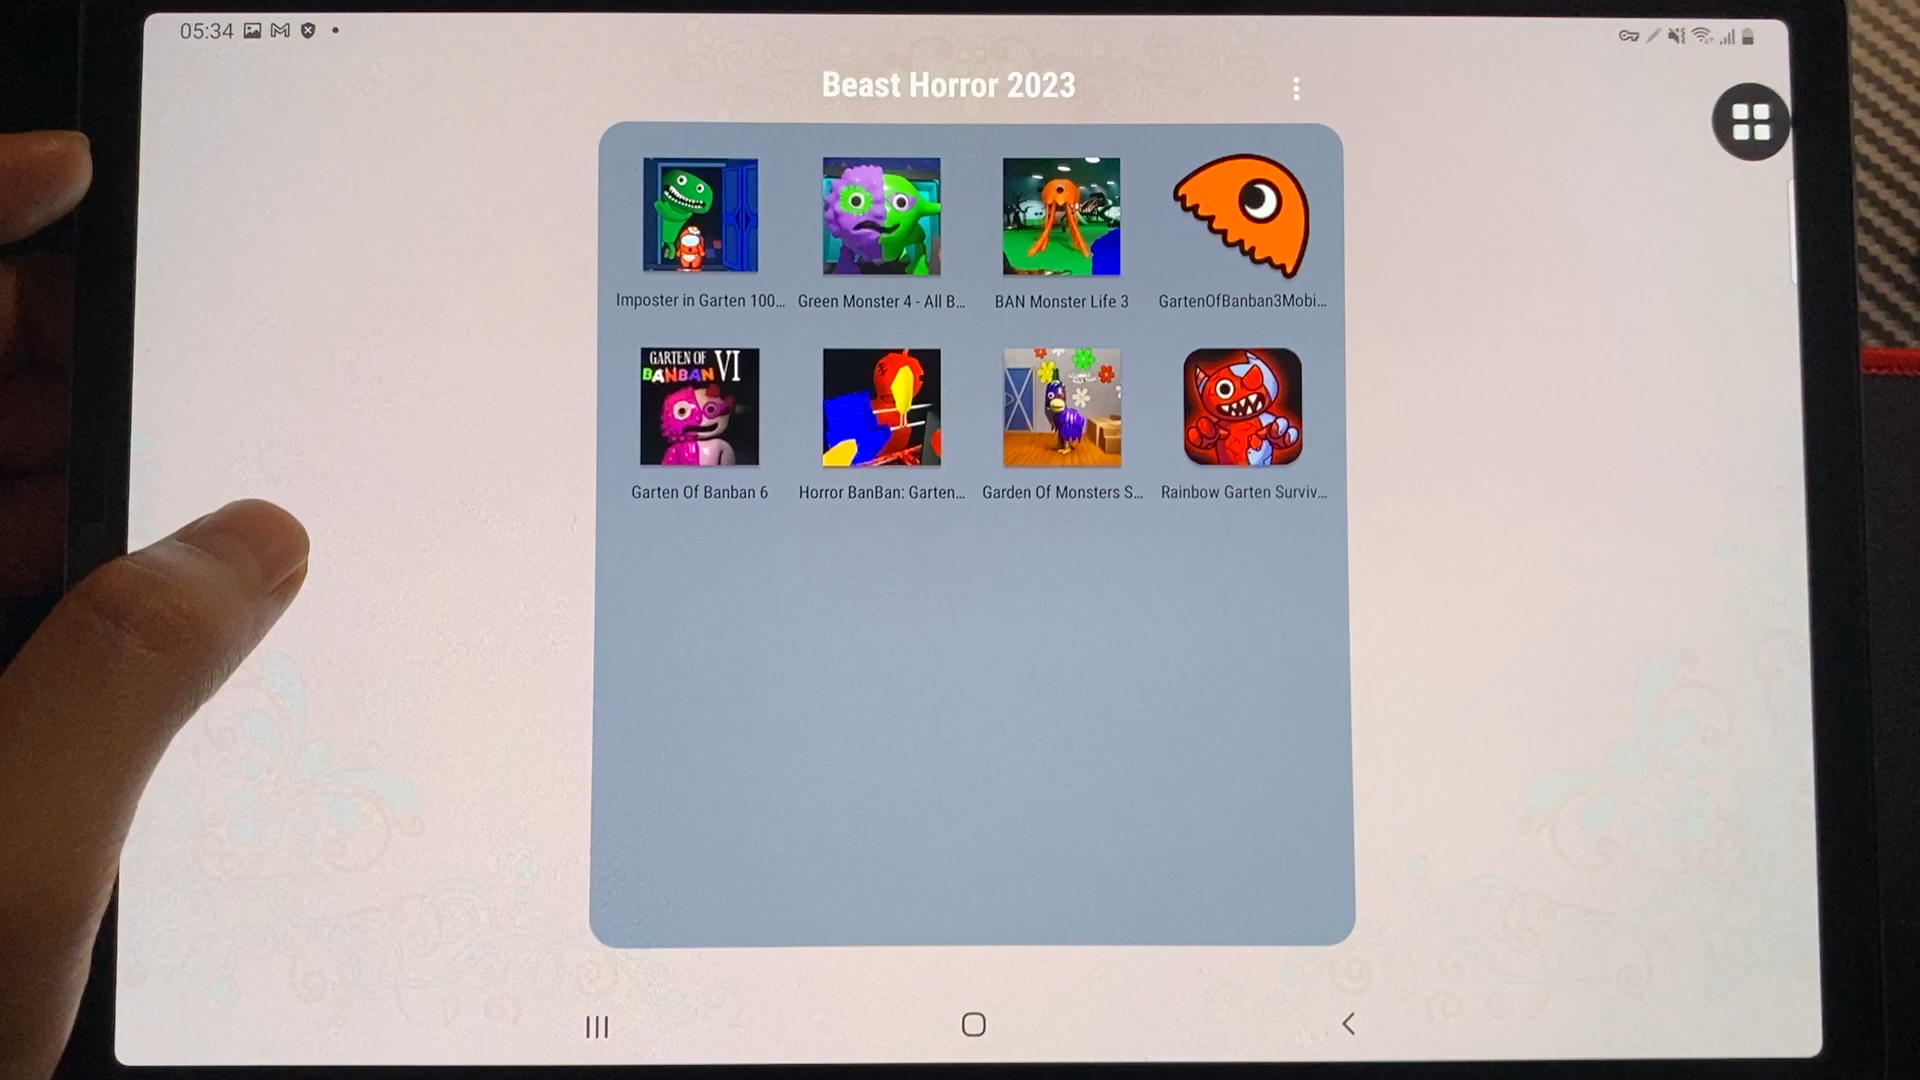 05:34
Beast Horror 2023
Imposter in Garten 100...
Green Monster 4 - All B...
BAN Monster Life 3
GartenOfBanban3Mobi...
GARTEN OF VI
BANBAN
Garten Of Banban 6
Horror BanBan: Garten...
Garden Of Monsters S...
Rainbow Garten Surviv...